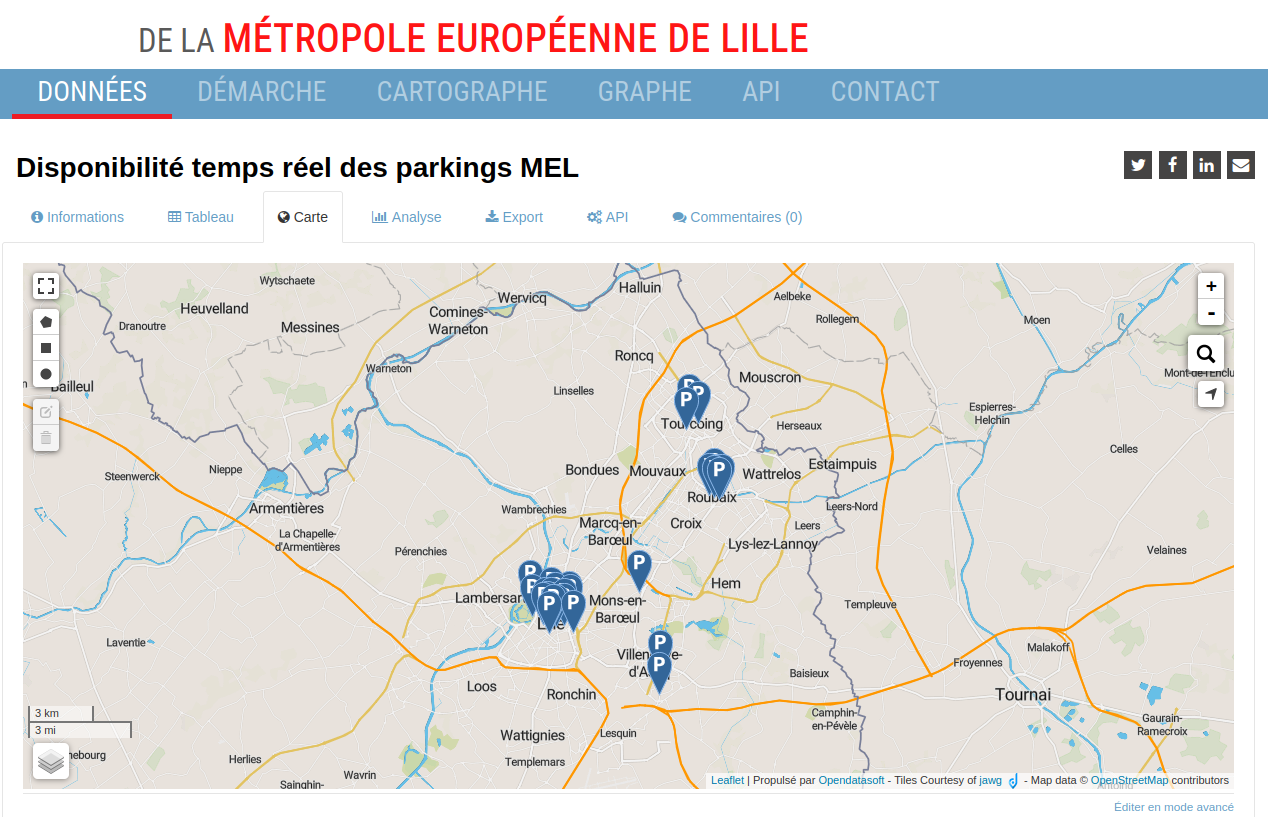 DE LA MÉTROPOLE EUROPÉENNE DE LILLE
DONNÉES DÉMARCHE CARTOGRAPHE GRAPHE API CONTACT
Disponibilité temps réel des parkings MEL
Informations Tableau Carte Analyse Export API Commentaires (0)
Wytschaete
Halluin
Heuvelland
Wervicq
Aelbeke
+
Comines-
Warneton
Dranoutre
Messines
Rollegem
Moen
-
Roncq
Warneton
Mont-de-l'Enclu
Bailleul
Linselles
Mouscron
P
P
P
Tourcoing
Herseaux
Espierres-
Helchin
Celles
Steenwerck
Nieppe
Bondues
Mouvaux
P
Wattrelos
Estaimpuis
Roubaix
Armentières
Wambrechies
Leers-Nord
La Chapelle-
d'Armentières
Marcq-en-
Barœul
Croix
Leers
Pérenchies
Lys-lez-Lannoy
Velaines
P
P
Hem
Lambersar
P
P
Mons-en-
Barœul
Templeuve
Laventie
P
P
Villen e-
d'A
Malakoff
Froyennes
Baisieux
Loos
Ronchin
Tournai
3 km
3 mi
Camphin-
en-Pévèle
Gaurain-
Ramecroix
Wattignies
Lesquin
nebourg
Herlies
Templemars
Wavrin
Sainghin-
Antoing
Leaflet | Propulsé par Opendatasoft - Tiles Courtesy of jawg - Map data © OpenStreetMap contributors
Éditer en mode avancé